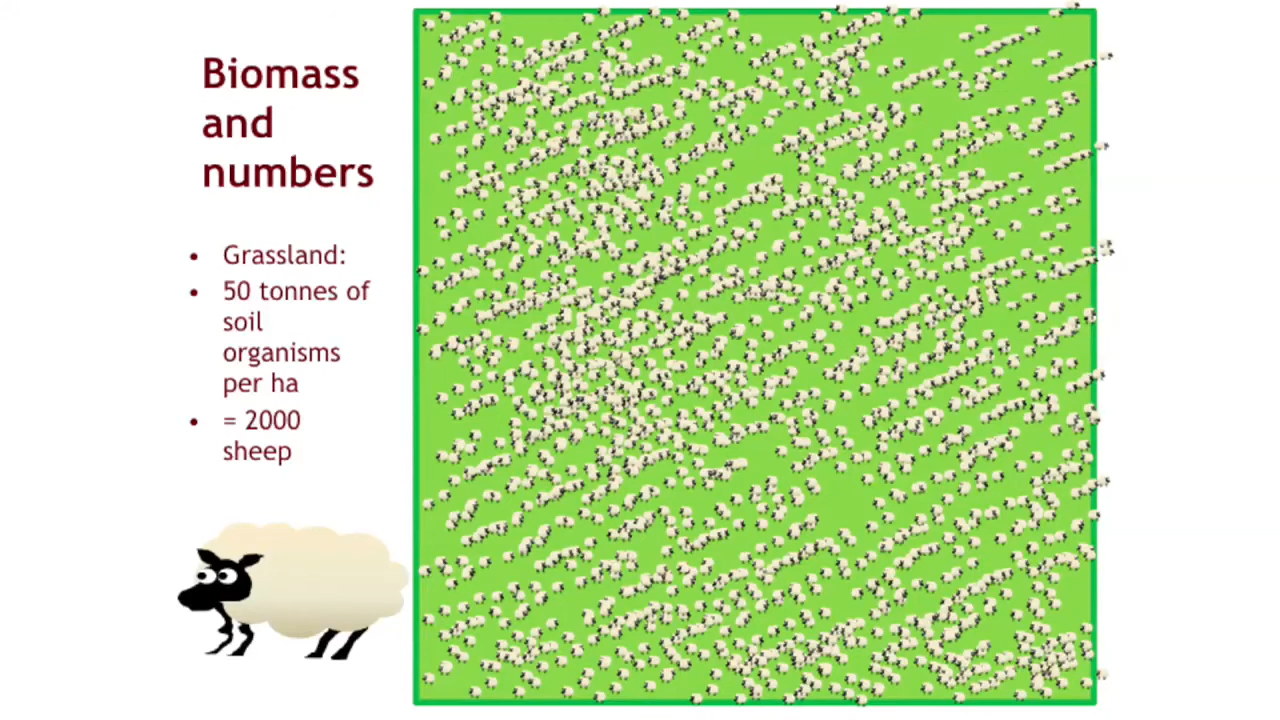 Biomass
and
numbers
• Grassland:
• 50 tonnes of
soil
organisms
per ha
• = 2000
sheep